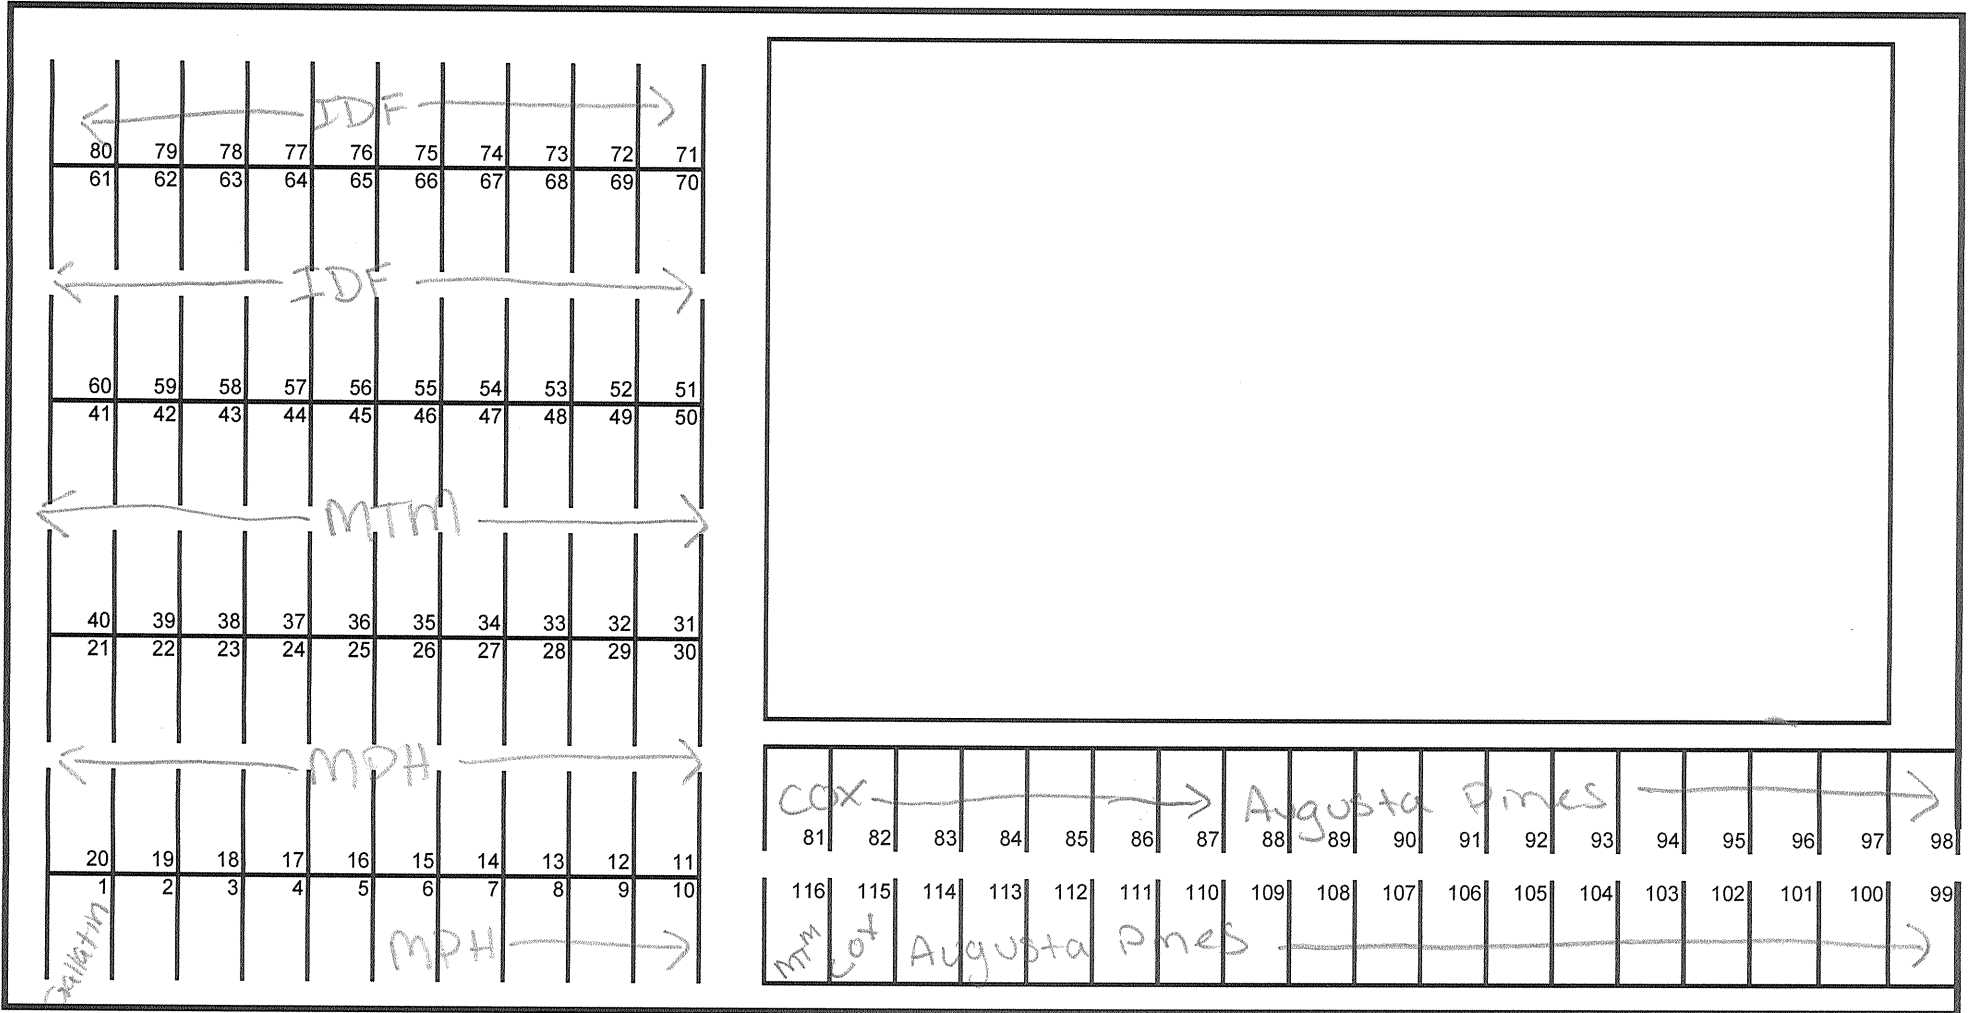 IDF
80 79 78 77 76 75 74 73 72 71
61 62 63 64 65 66 67 68 69 70
IDF
60 59 58 57 56 55 54 53 52 51
41 42 43 44 45 46 47 48 49 50
MTM
40 39 38 37 36 35 34 33 32 31
21 22 23 24 25 26 27 28 29 30
MPH
20 19 18 17 16 15 14 13 12 11
1 2 3 4 5 6 7 8 9 10
Gallatin MPH
COX Augusta Pines
81 82 83 84 85 86 87 88 89 90 91 92 93 94 95 96 97 98
116 115 114 113 112 111 110 109 108 107 106 105 104 103 102 101 100 99
MTM COX Augusta Pines